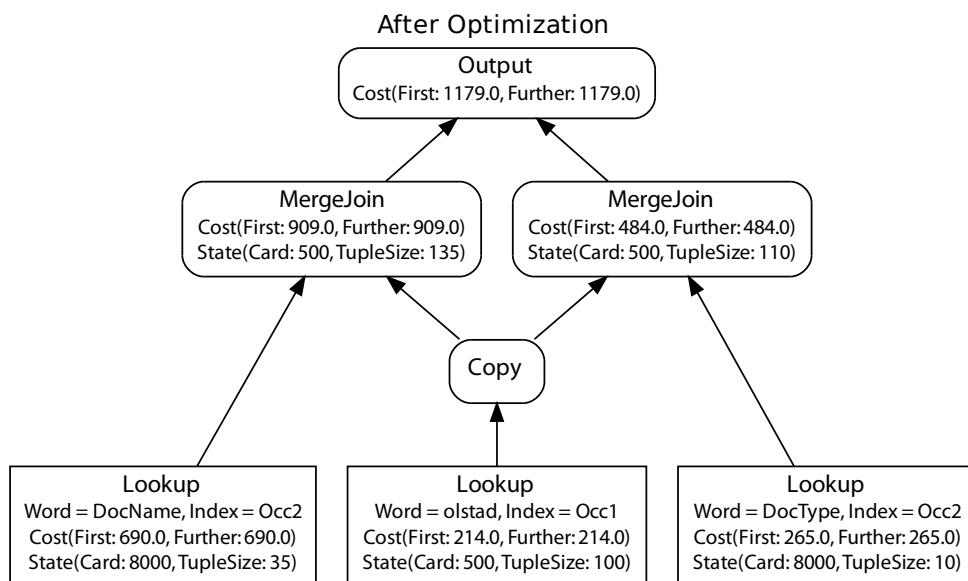 After Optimization
Output
Cost(First: 1179.0, Further: 1179.0)
MergeJoin
Cost(First: 909.0, Further: 909.0)
State(Card: 500, TupleSize: 135)
MergeJoin
Cost(First: 484.0, Further: 484.0)
State(Card: 500, TupleSize: 110)
Copy
Lookup
Word = DocName, Index = Occ2
Cost(First: 690.0, Further: 690.0)
State(Card: 8000, TupleSize: 35)
Lookup
Word = olstad, Index = Occ1
Cost(First: 214.0, Further: 214.0)
State(Card: 500, TupleSize: 100)
Lookup
Word = DocType, Index = Occ2
Cost(First: 265.0, Further: 265.0)
State(Card: 8000, TupleSize: 10)